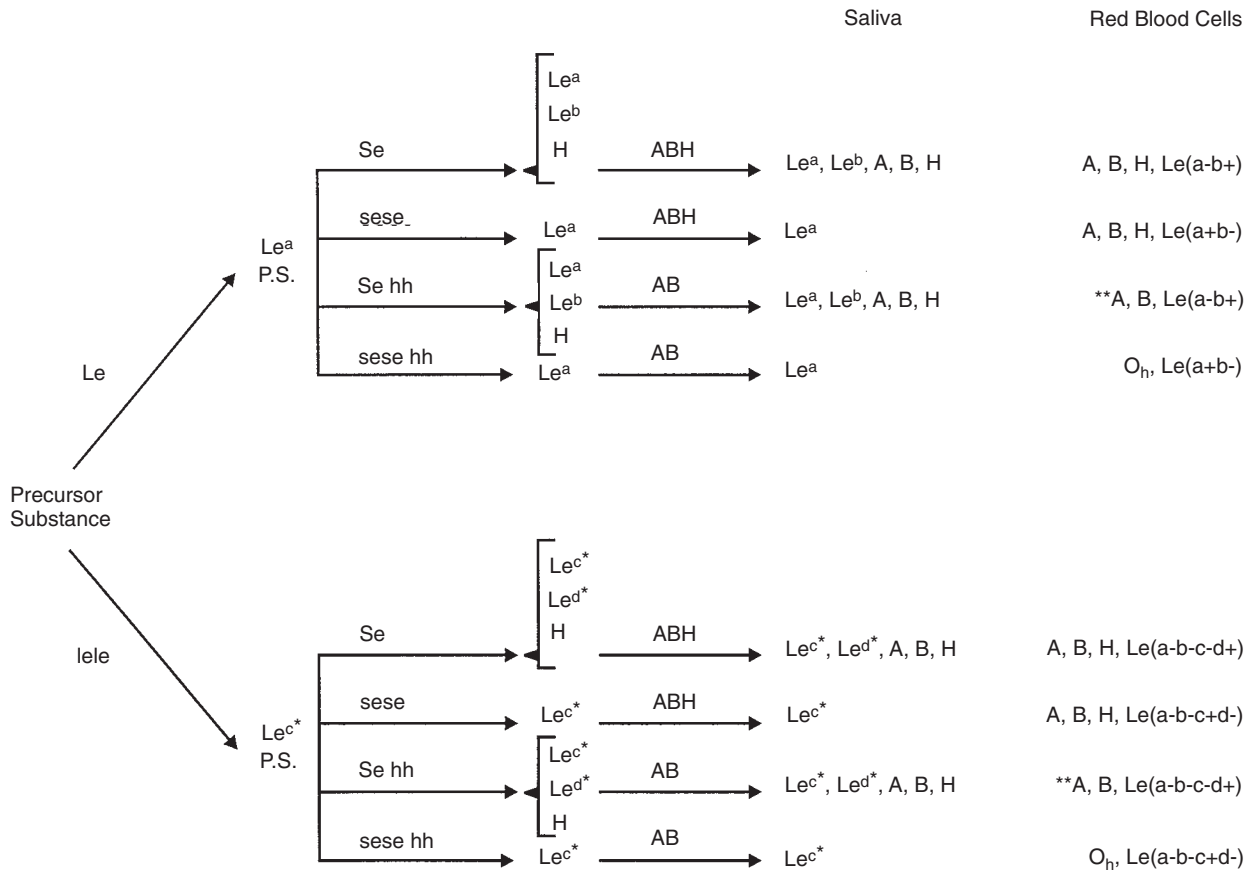 Saliva Red Blood Cells
Leᵃ
Leᵇ
H
Se
ABH
Leᵃ, Leᵇ, A, B, H
A, B, H, Le(a-b+)
sese
Leᵃ
ABH
Leᵃ
A, B, H, Le(a+b-)
Leᵃ
P.S.
Leᵃ
Leᵇ
H
Se hh
AB
Leᵃ, Leᵇ, A, B, H
**A, B, Le(a-b+)
sese hh
Leᵃ
AB
Leᵃ
Oₕ, Le(a+b-)
Le
Precursor
Substance
lele
Leᶜ*
Leᵈ*
H
Se
ABH
Leᶜ*, Leᵈ*, A, B, H
A, B, H, Le(a-b-c-d+)
sese
Leᶜ*
ABH
Leᶜ*
A, B, H, Le(a-b-c+d-)
Leᶜ*
P.S.
Leᶜ*
Leᵈ*
H
Se hh
AB
Leᶜ*, Leᵈ*, A, B, H
**A, B, Le(a-b-c-d+)
sese hh
Leᶜ*
AB
Leᶜ*
Oₕ, Le(a-b-c+d-)